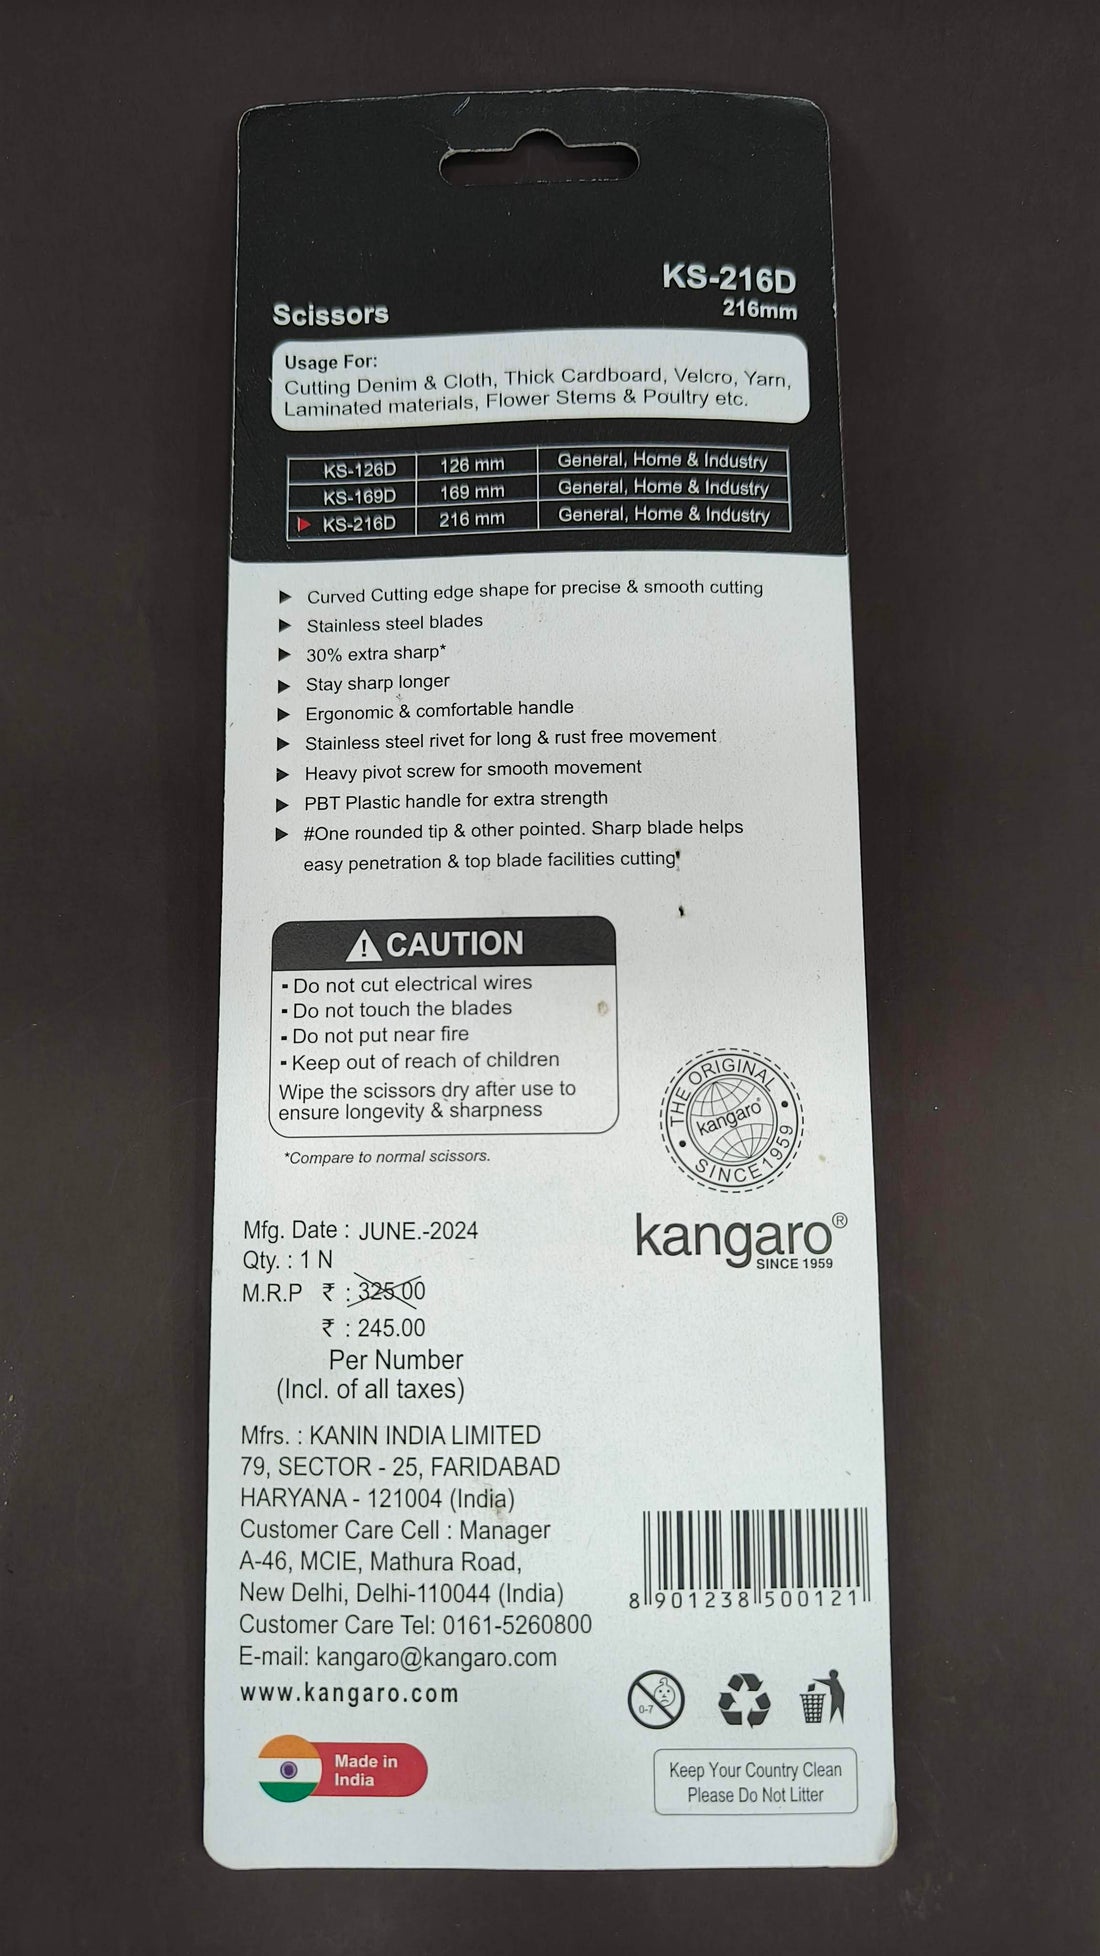 KS-216D
Scissors
216mm
Usage For:
Cutting Denim & Cloth, Thick Cardboard, Velcro, Yarn,
Laminated materials, Flower Stems & Poultry etc.
KS-126D 126 mm General, Home & Industry
KS-169D 169 mm General, Home & Industry
KS-216D 216 mm General, Home & Industry
Curved Cutting edge shape for precise & smooth cutting
Stainless steel blades
30% extra sharp*
Stay sharp longer
Ergonomic & comfortable handle
Stainless steel rivet for long & rust free movement
Heavy pivot screw for smooth movement
PBT Plastic handle for extra strength
#One rounded tip & other pointed. Sharp blade helps
easy penetration & top blade facilities cutting
CAUTION
- Do not cut electrical wires
- Do not touch the blades
- Do not put near fire
- Keep out of reach of children
Wipe the scissors dry after use to
ensure longevity & sharpness
*Compare to normal scissors.
THE ORIGINAL
kangaro®
SINCE 1959
kangaro®
SINCE 1959
Mfg. Date : JUNE.-2024
Qty. : 1 N
M.R.P ₹ : 325.00
₹ : 245.00
Per Number
(Incl. of all taxes)
Mfrs. : KANIN INDIA LIMITED
79, SECTOR - 25, FARIDABAD
HARYANA - 121004 (India)
Customer Care Cell : Manager
A-46, MCIE, Mathura Road,
New Delhi, Delhi-110044 (India)
Customer Care Tel: 0161-5260800
E-mail: kangaro@kangaro.com
www.kangaro.com
8 901238 500121
0-7
Made in
India
Keep Your Country Clean
Please Do Not Litter